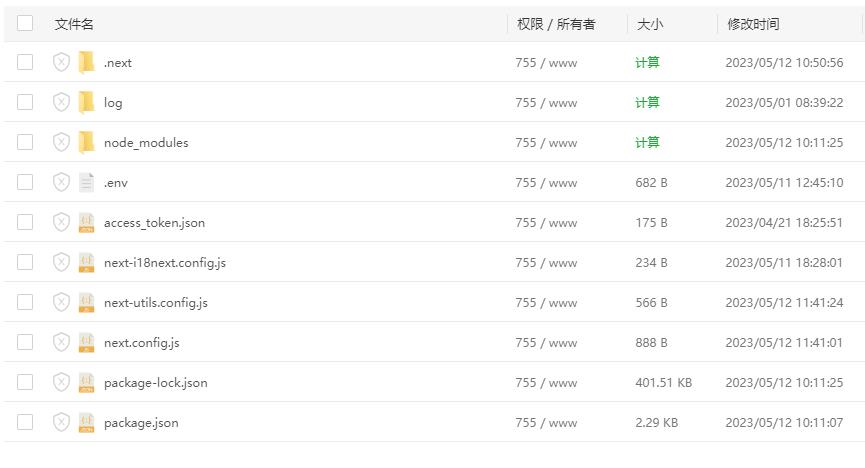 文件名 权限 / 所有者 大小 修改时间
.next 755 / www 计算 2023/05/12 10:50:56
log 755 / www 计算 2023/05/01 08:39:22
node_modules 755 / www 计算 2023/05/12 10:11:25
.env 755 / www 682 B 2023/05/11 12:45:10
access_token.json 755 / www 175 B 2023/04/21 18:25:51
next-i18next.config.js 755 / www 234 B 2023/05/11 18:28:01
next-utils.config.js 755 / www 566 B 2023/05/12 11:41:24
next.config.js 755 / www 888 B 2023/05/12 11:41:01
package-lock.json 755 / www 401.51 KB 2023/05/12 10:11:25
package.json 755 / www 2.29 KB 2023/05/12 10:11:07